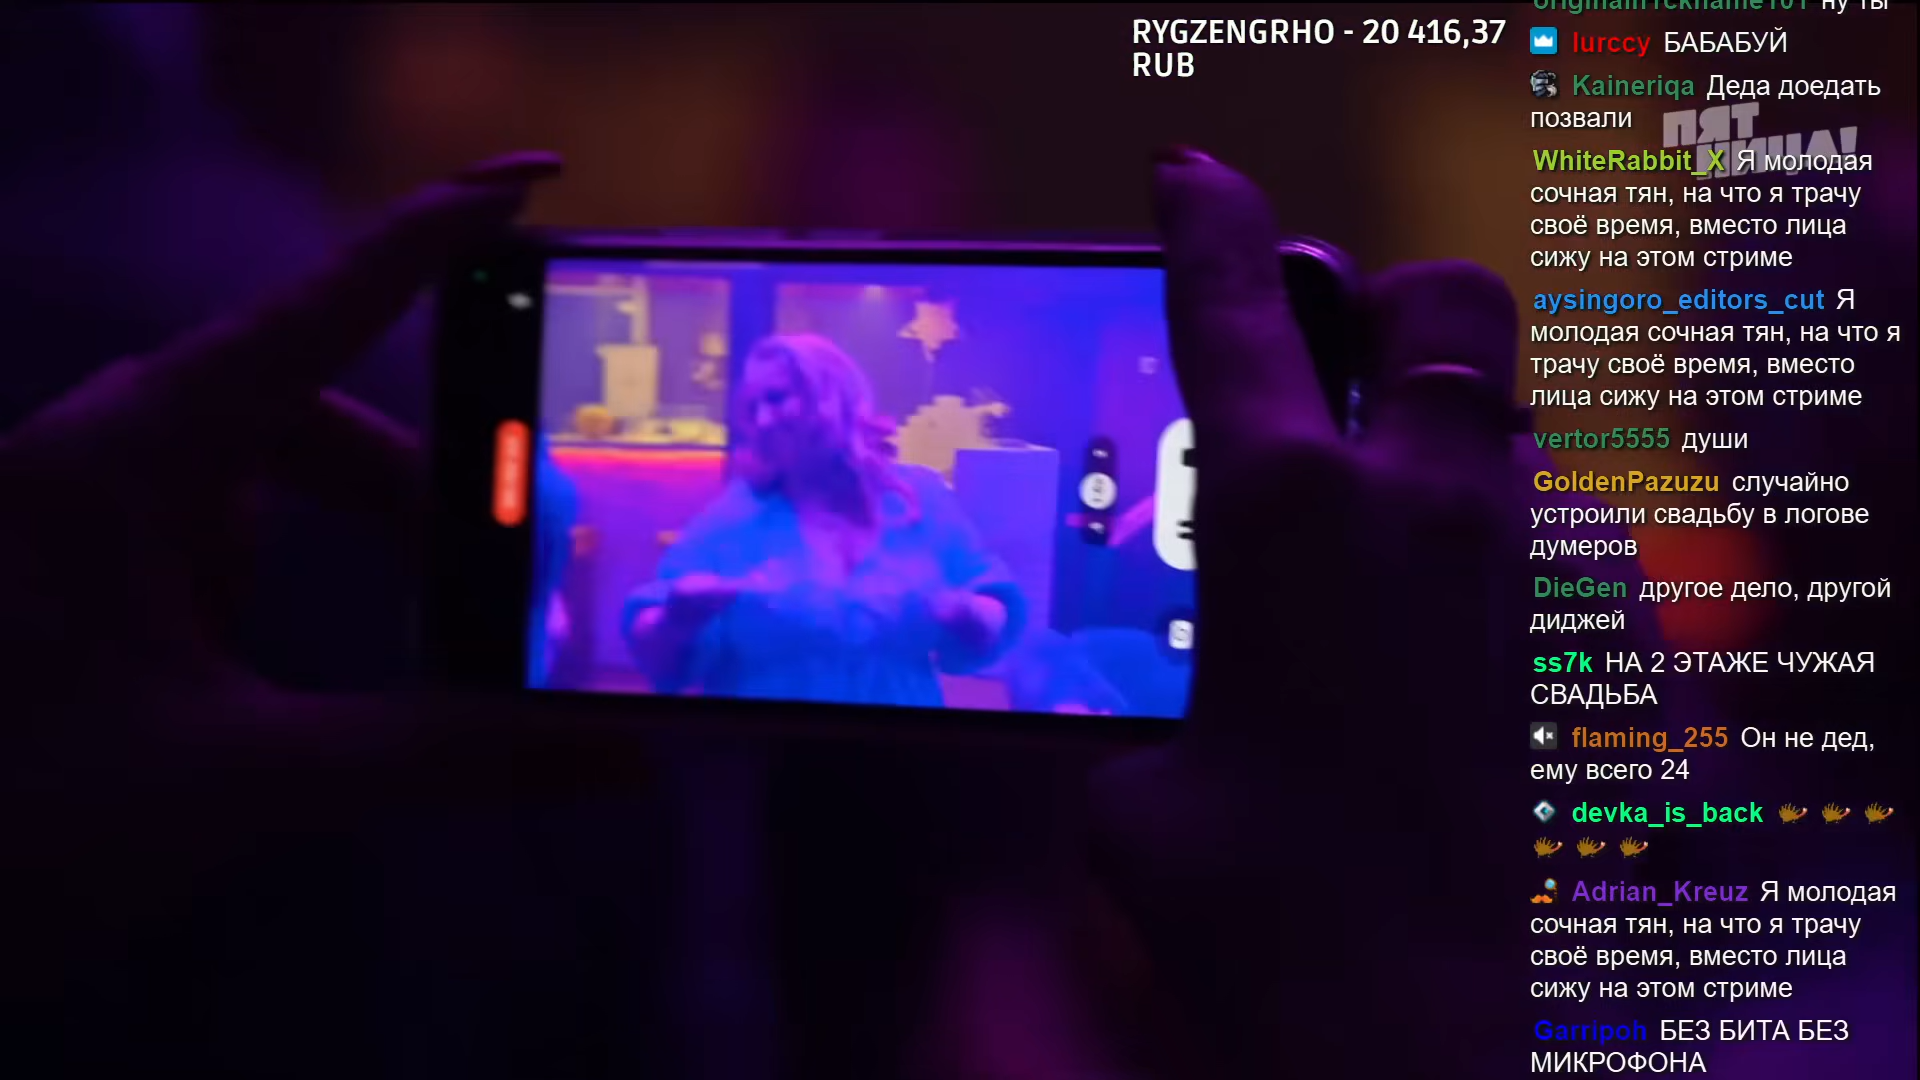 RYGZENGRHO - 20 416,37
RUB
originaln1ckname101 ну ты
lurccy БАБАБУЙ
Kaineriqa Деда доедать
позвали
ПЯТНИЦА!
WhiteRabbit_X Я молодая
сочная тян, на что я трачу
своё время, вместо лица
сижу на этом стриме
aysingoro_editors_cut Я
молодая сочная тян, на что я
трачу своё время, вместо
лица сижу на этом стриме
vertor5555 души
GoldenPazuzu случайно
устроили свадьбу в логове
думеров
DieGen другое дело, другой
диджей
ss7k НА 2 ЭТАЖЕ ЧУЖАЯ
СВАДЬБА
flaming_255 Он не дед,
ему всего 24
devka_is_back
Adrian_Kreuz Я молодая
сочная тян, на что я трачу
своё время, вместо лица
сижу на этом стриме
Garripoh БЕЗ БИТА БЕЗ
МИКРОФОНА